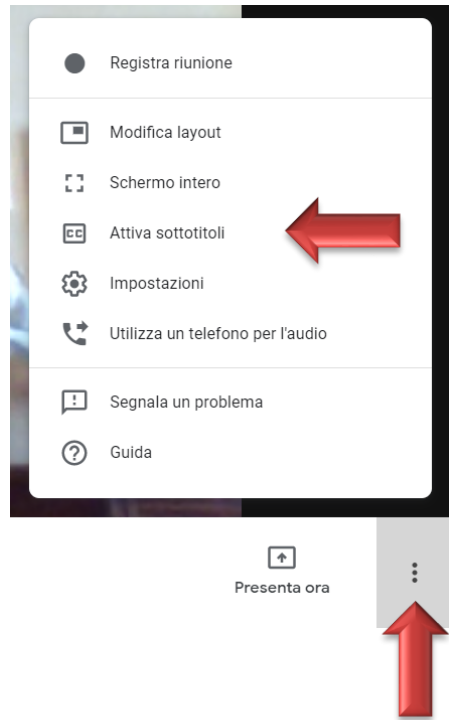 Registra riunione
Modifica layout
Schermo intero
CC Attiva sottotitoli
Impostazioni
Utilizza un telefono per l'audio
Segnala un problema
Guida
Presenta ora